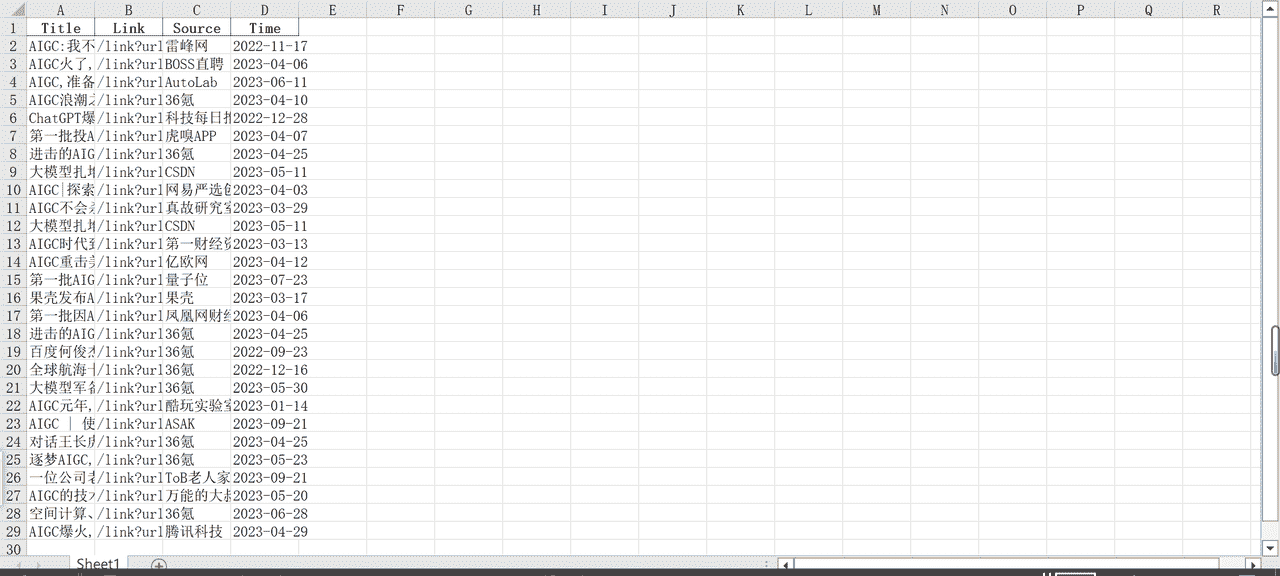 A B C D E F G H I J K L M N O P Q R
1 Title Link Source Time
2 AIGC:我不 /link?url 雷峰网 2022-11-17
3 AIGC火了, /link?url BOSS直聘 2023-04-06
4 AIGC,准备 /link?url AutoLab 2023-06-11
5 AIGC浪潮 /link?url 36氪 2023-04-10
6 ChatGPT爆 /link?url 科技每日 2022-12-28
7 第一批投A /link?url 虎嗅APP 2023-04-07
8 进击的AIG /link?url 36氪 2023-04-25
9 大模型扎 /link?url CSDN 2023-05-11
10 AIGC|探索 /link?url 网易严选 2023-04-03
11 AIGC不会 /link?url 真故研究 2023-03-29
12 大模型扎 /link?url CSDN 2023-05-11
13 AIGC时代 /link?url 第一财经 2023-03-13
14 AIGC重击 /link?url 亿欧网 2023-04-12
15 第一批AIG /link?url 量子位 2023-07-23
16 果壳发布A /link?url 果壳 2023-03-17
17 第一批因A /link?url 凤凰网财 2023-04-06
18 进击的AIG /link?url 36氪 2023-04-25
19 百度何俊 /link?url 36氪 2022-09-23
20 全球航海 /link?url 36氪 2022-12-16
21 大模型军 /link?url 36氪 2023-05-30
22 AIGC元年, /link?url 酷玩实验 2023-01-14
23 AIGC | 使 /link?url ASAK 2023-09-21
24 对话王长 /link?url 36氪 2023-04-25
25 逐梦AIGC, /link?url 36氪 2023-05-23
26 一位公司 /link?url ToB老人家 2023-09-21
27 AIGC的技 /link?url 万能的大 2023-05-20
28 空间计算、 /link?url 36氪 2023-06-28
29 AIGC爆火, /link?url 腾讯科技 2023-04-29
30
Sheet1